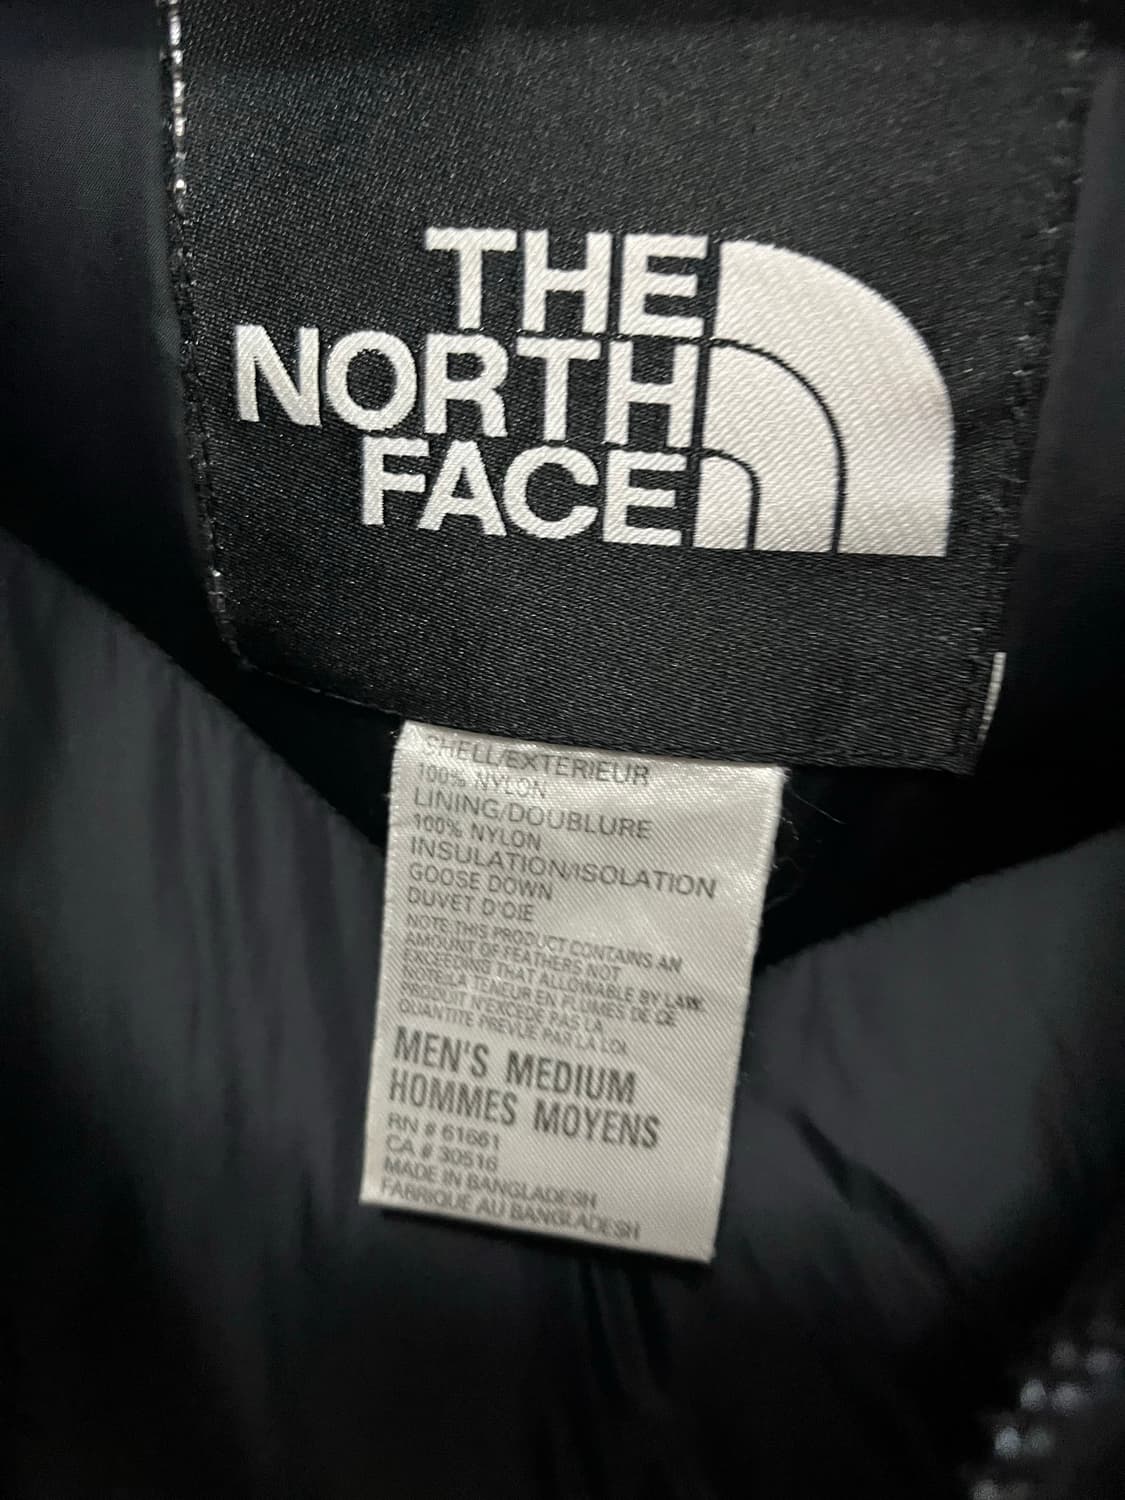 THE
NORTH
FACE
SHELL/EXTERIEUR
100% NYLON
LINING/DOUBLURE
100% NYLON
INSULATION/ISOLATION
GOOSE DOWN
DUVET D'OIE
NOTE:THIS PRODUCT CONTAINS AN
AMOUNT OF FEATHERS NOT
EXCEEDING THAT ALLOWABLE BY LAW.
NOTE:LA TENEUR EN PLUMES DE CE
PRODUIT N'EXCEDE PAS LA
QUANTITE PREVUE PAR LA LOI.
MEN'S MEDIUM
HOMMES MOYENS
RN # 61661
CA # 30516
MADE IN BANGLADESH
FABRIQUE AU BANGLADESH